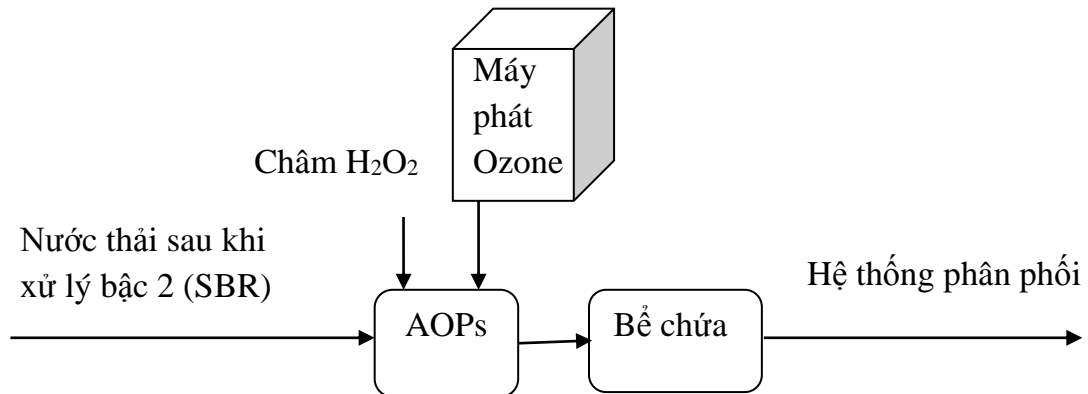 Máy
phát
Ozone
Châm H₂O₂
Nước thải sau khi
xử lý bậc 2 (SBR)
Hệ thống phân phối
AOPs
Bể chứa